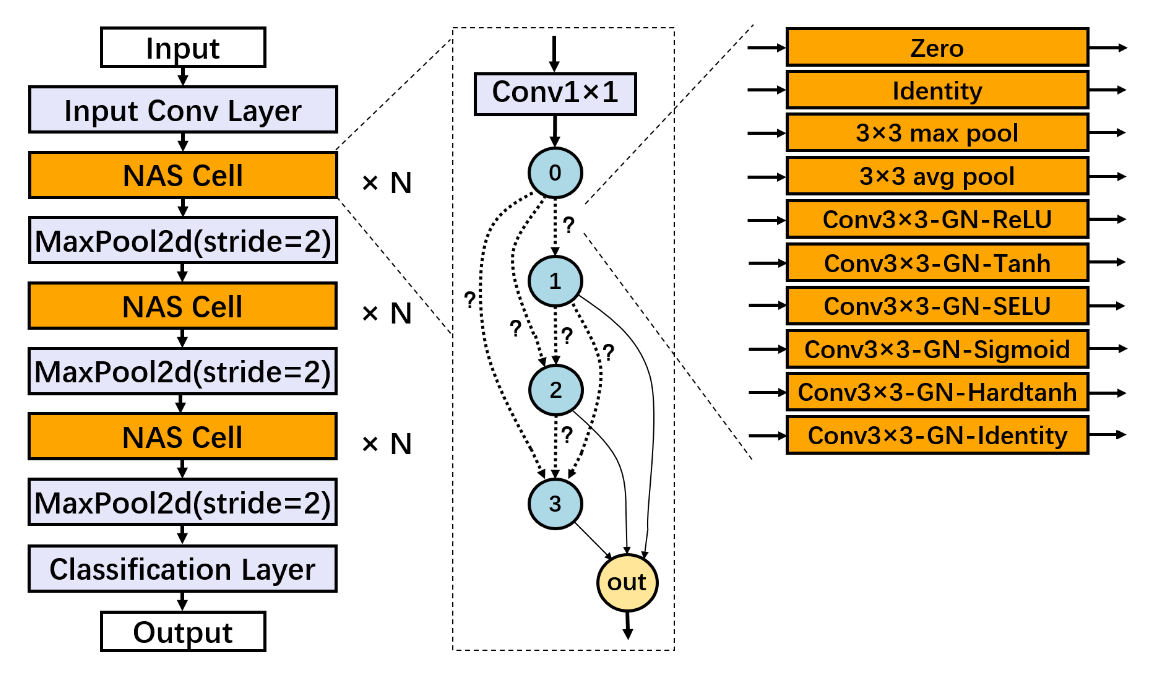 Input
Input Conv Layer
NAS Cell
× N
MaxPool2d(stride=2)
NAS Cell
× N
MaxPool2d(stride=2)
NAS Cell
× N
MaxPool2d(stride=2)
Classification Layer
Output
Conv1×1
0
?
1
?
?
?
?
2
?
3
out
Zero
Identity
3×3 max pool
3×3 avg pool
Conv3×3-GN-ReLU
Conv3×3-GN-Tanh
Conv3×3-GN-SELU
Conv3×3-GN-Sigmoid
Conv3×3-GN-Hardtanh
Conv3×3-GN-Identity